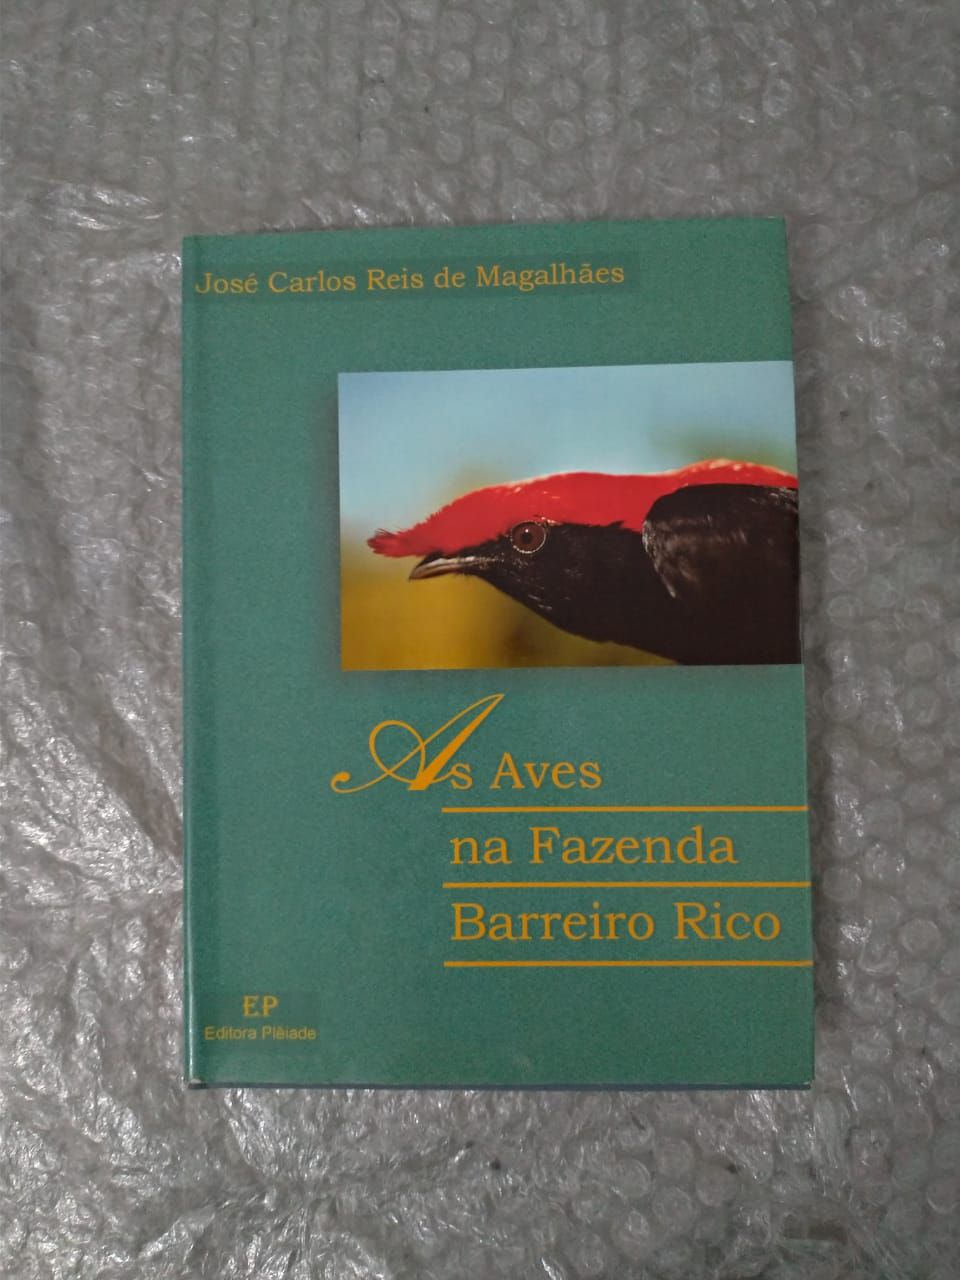 José Carlos Reis de Magalhães
As Aves
na Fazenda
Barreiro Rico
EP
Editora Plêiade